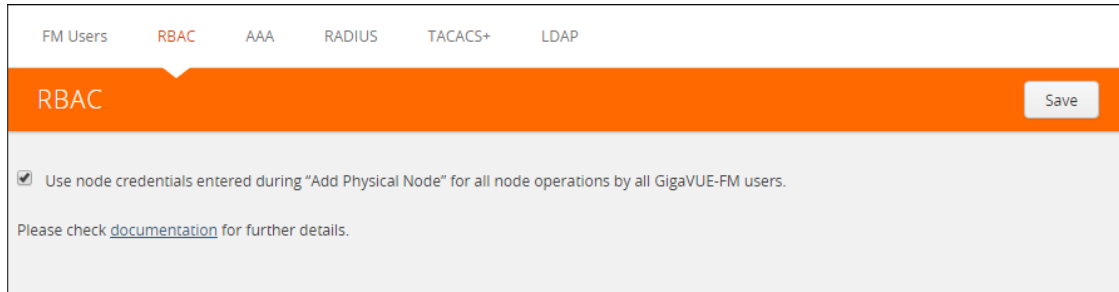 FM Users RBAC AAA RADIUS TACACS+ LDAP
RBAC Save
Use node credentials entered during “Add Physical Node” for all node operations by all GigaVUE-FM users.
Please check documentation for further details.